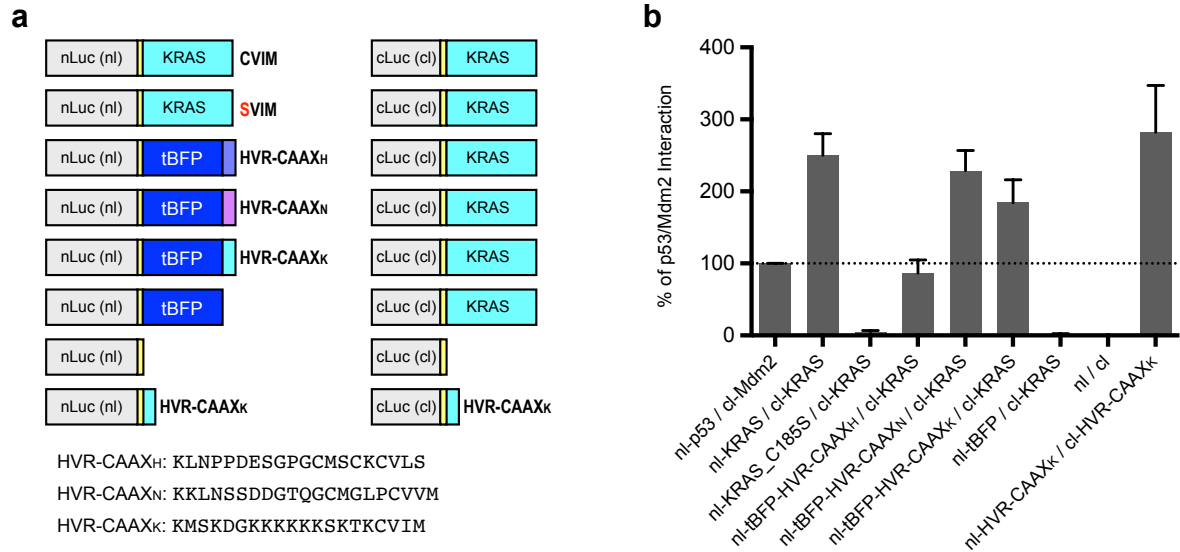 a
nLuc (nl) KRAS CVIM cLuc (cl) KRAS
nLuc (nl) KRAS SVIM cLuc (cl) KRAS
nLuc (nl) tBFP HVR-CAAXH cLuc (cl) KRAS
nLuc (nl) tBFP HVR-CAAXN cLuc (cl) KRAS
nLuc (nl) tBFP HVR-CAAXK cLuc (cl) KRAS
nLuc (nl) tBFP cLuc (cl) KRAS
nLuc (nl) cLuc (cl)
nLuc (nl) HVR-CAAXK cLuc (cl) HVR-CAAXK
HVR-CAAXH: KLNPPDESGPGCMSCKCVLS
HVR-CAAXN: KKLNSSDDGTQGCMGLPCVVM
HVR-CAAXK: KMSKDGKKKKKKSKTKCVIM
b
% of p53/Mdm2 Interaction
400
300
200
100
0
nl-p53 / cl-Mdm2
nl-KRAS / cl-KRAS
nl-KRAS_C185S / cl-KRAS
nl-tBFP-HVR-CAAXH / cl-KRAS
nl-tBFP-HVR-CAAXN / cl-KRAS
nl-tBFP-HVR-CAAXK / cl-KRAS
nl-tBFP / cl-KRAS
nl / cl
nl-HVR-CAAXK / cl-HVR-CAAXK